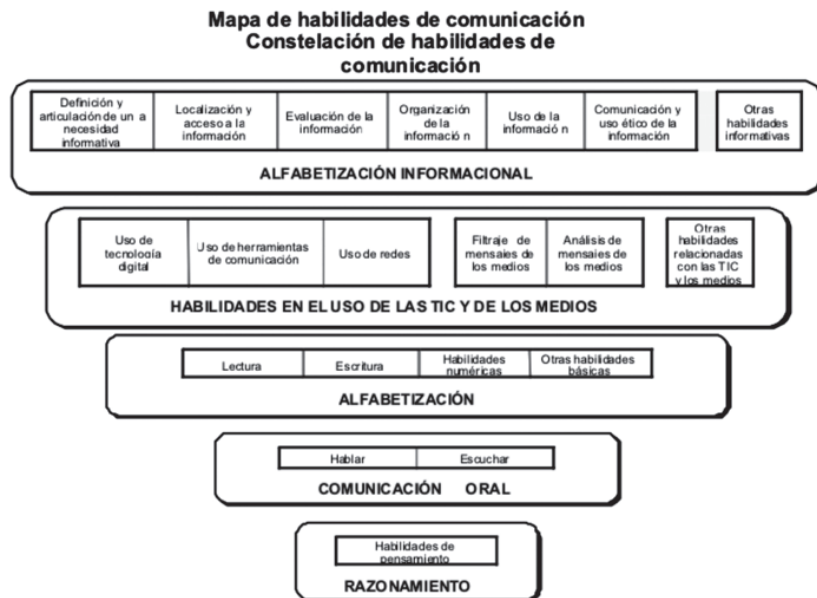 Mapa de habilidades de comunicación
Constelación de habilidades de
comunicación
Definición y
articulación de un a
necesidad
informativa
Localización y
acceso a la
información
Evaluación de la
información
Organización
de la
informació n
Uso de la
informació n
Comunicación y
uso ético de la
información
Otras
habilidades
informativas
ALFABETIZACIÓN INFORMACIONAL
Uso de
tecnología
digital
Uso de herramientas
de comunicación
Uso de redes
Filtraje de
mensajes de
los medios
Análisis de
mensajes de
los medios
Otras
habilidades
relacionadas
con las TIC
y los medios
HABILIDADES EN EL USO DE LAS TIC Y DE LOS MEDIOS
Lectura
Escritura
Habilidades
numéricas
Otras habilidades
básicas
ALFABETIZACIÓN
Hablar
Escuchar
COMUNICACIÓN ORAL
Habilidades de
pensamiento
RAZONAMIENTO